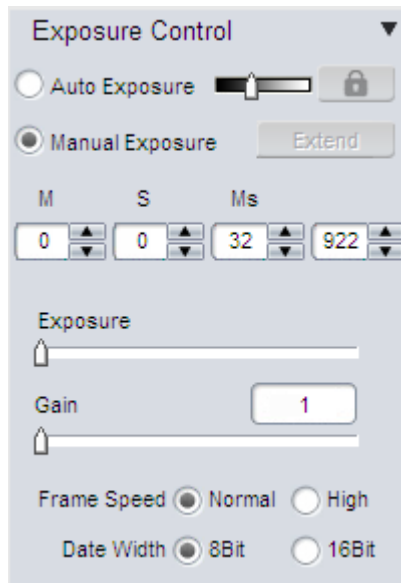 Exposure Control
Auto Exposure
Manual Exposure Extend
M S Ms
0 0 32 922
Exposure
Gain 1
Frame Speed Normal High
Date Width 8Bit 16Bit